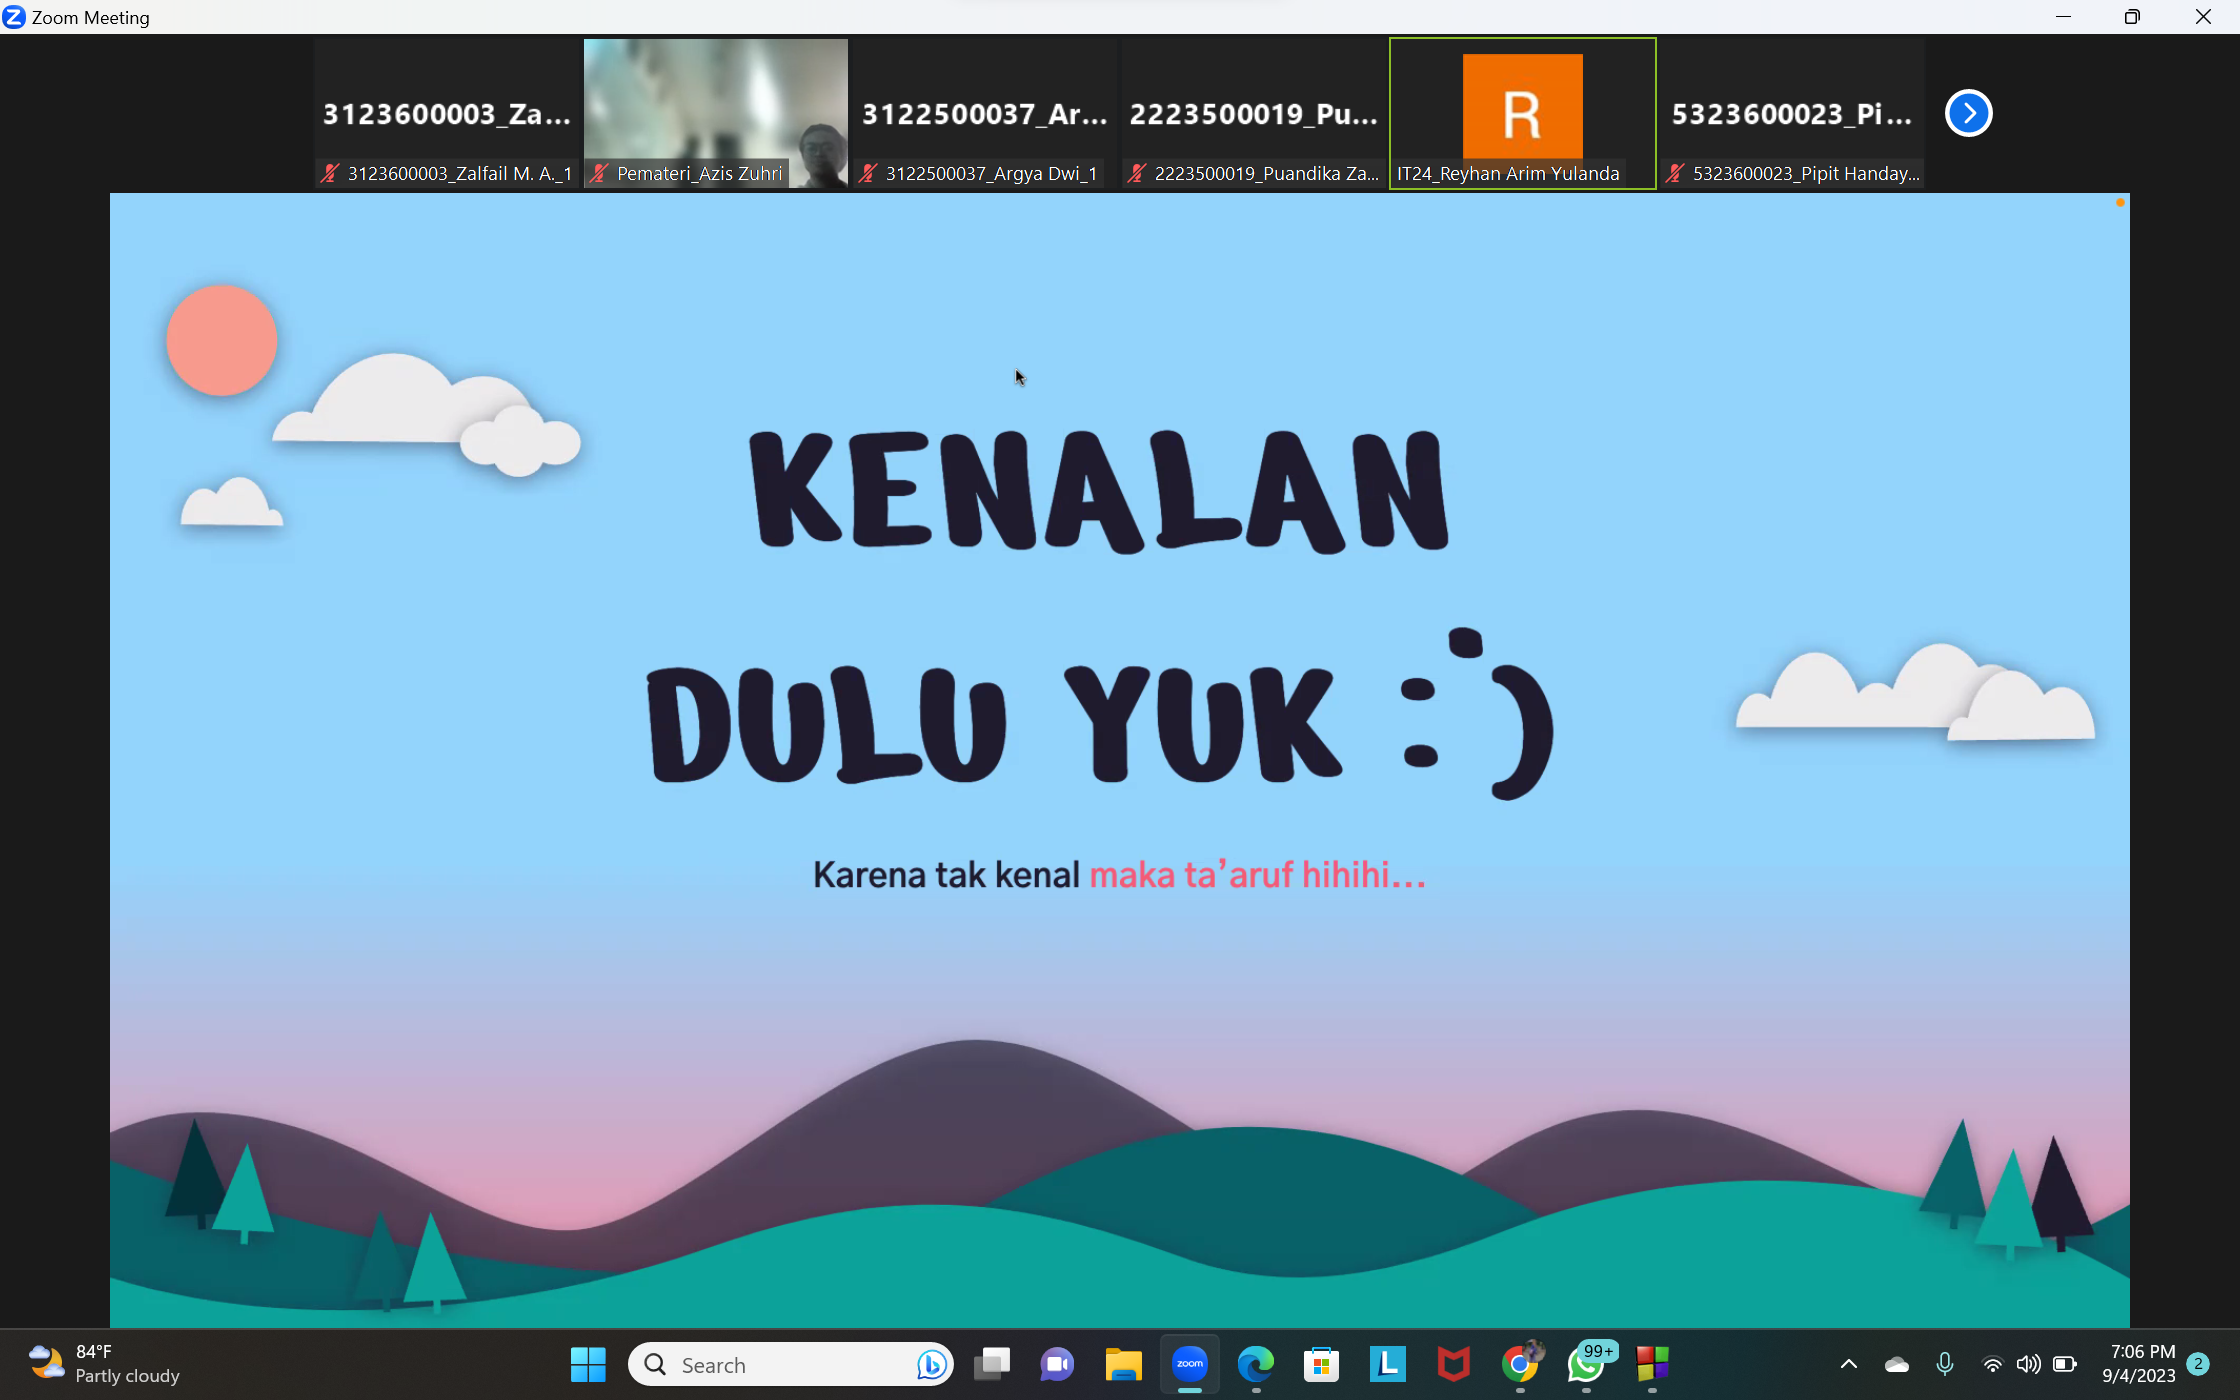 Zoom Meeting
3123600003_Za...
3122500037_Ar...
2223500019_Pu...
R
5323600023_Pi...
3123600003_Zalfail M. A._1
Pemateri_Azis Zuhri
3122500037_Argya Dwi_1
2223500019_Puandika Za...
IT24_Reyhan Arim Yulanda
5323600023_Pipit Handay...
KENALAN
DULU YUK :')
Karena tak kenal maka ta'aruf hihihi...
84°F
Partly cloudy
Search
zoom
L
99+
7:06 PM
9/4/2023
2